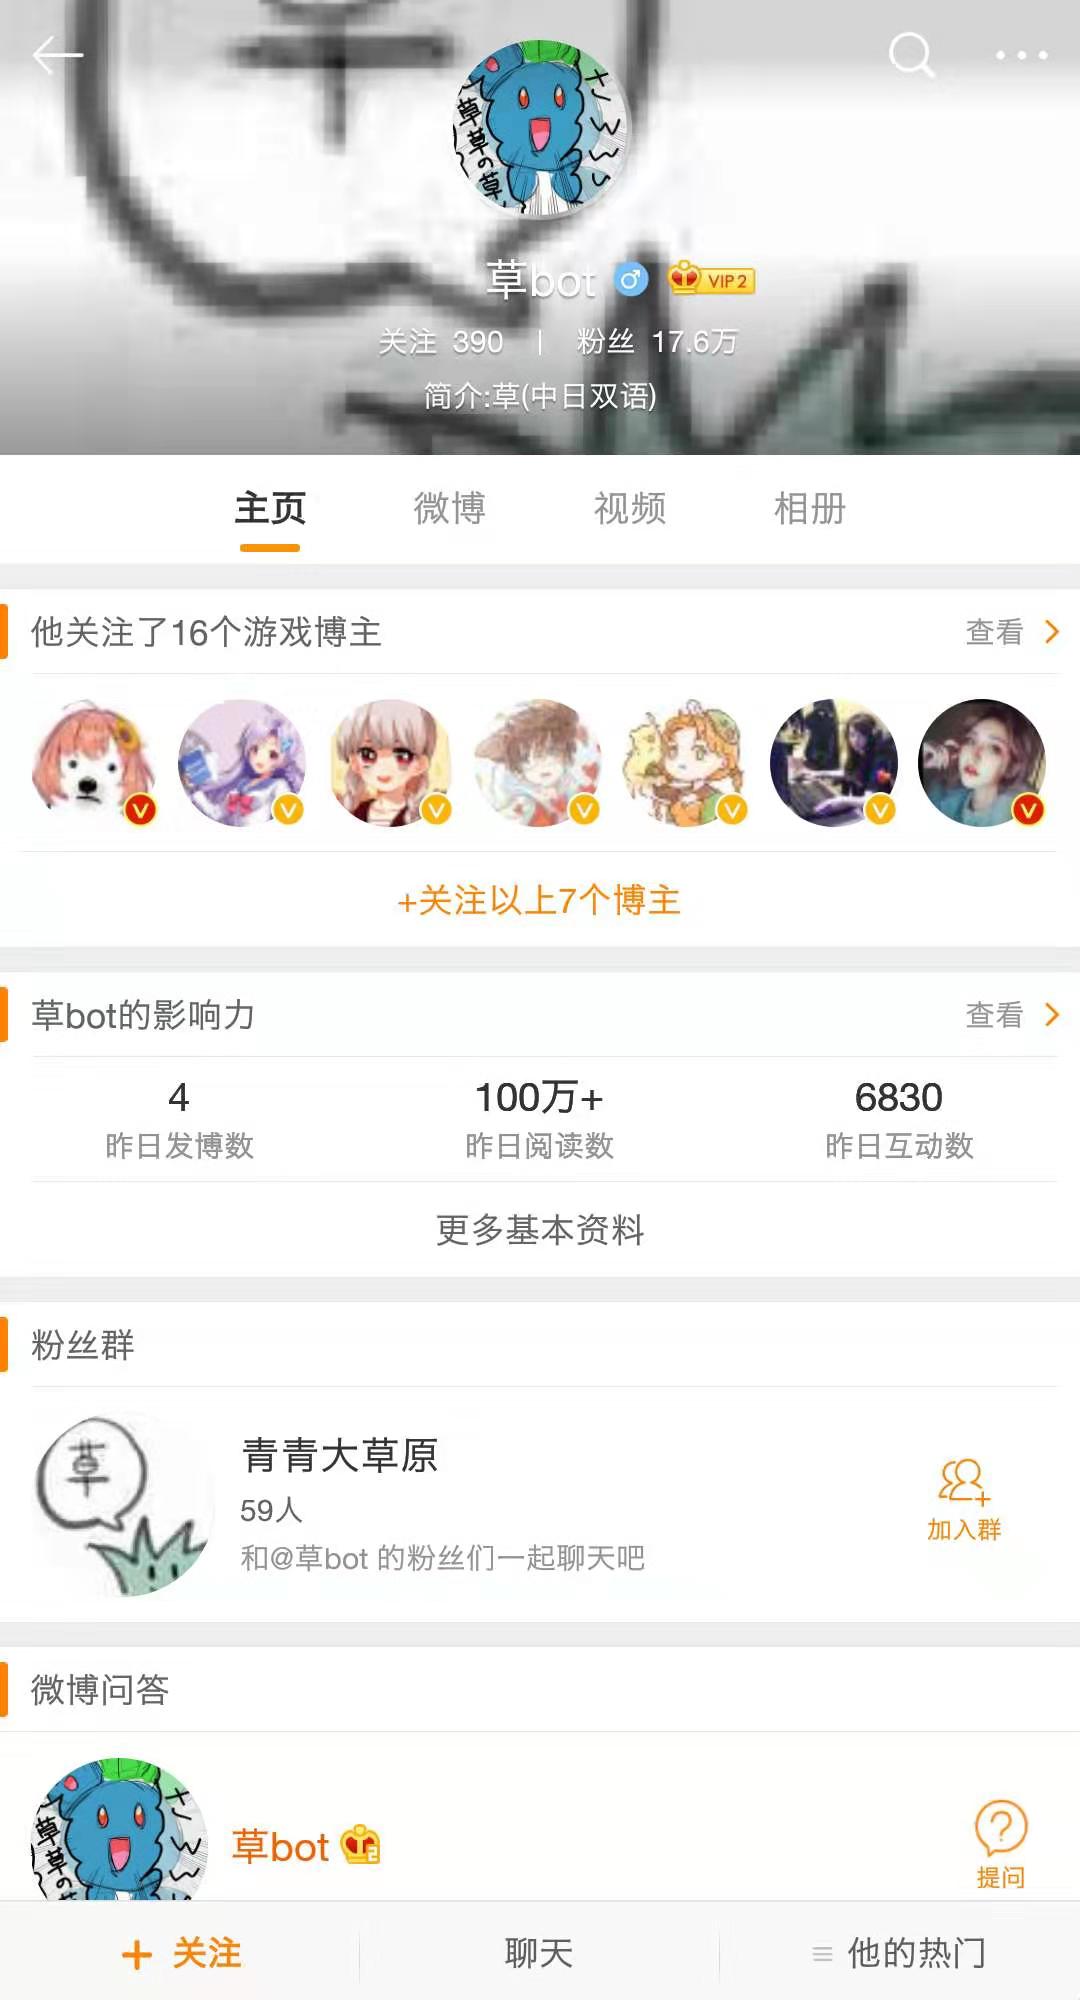 草草の草
草bot VIP 2
关注 390 | 粉丝 17.6万
简介:草(中日双语)
主页 微博 视频 相册
他关注了16个游戏博主 查看
+关注以上7个博主
草bot的影响力 查看
4 100万+ 6830
昨日发博数 昨日阅读数 昨日互动数
更多基本资料
粉丝群
草
青青大草原
59人
和@草bot 的粉丝们一起聊天吧
加入群
微博问答
草bot 2
提问
+ 关注 聊天 他的热门